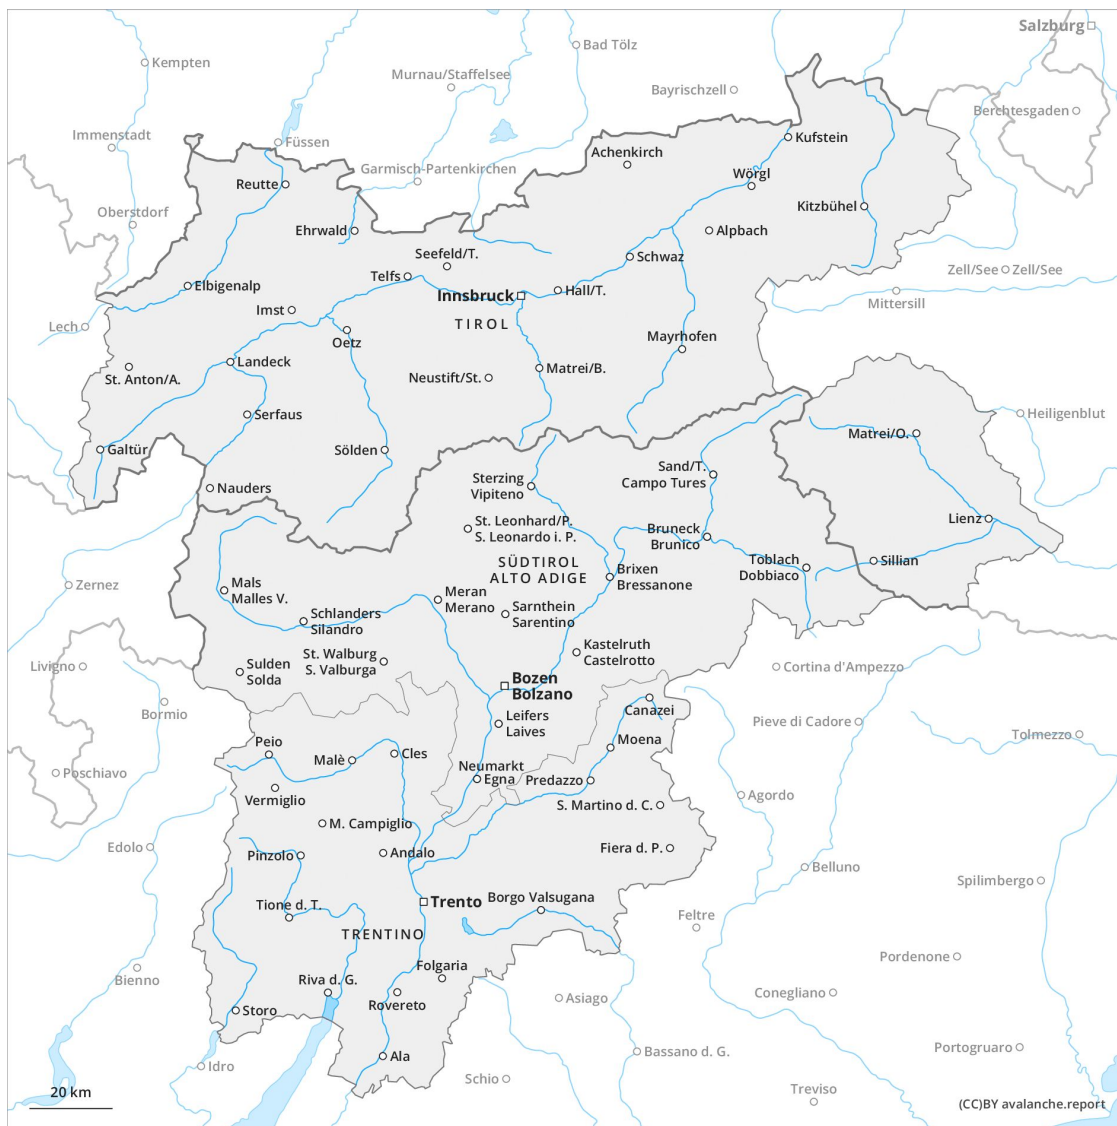 Salzburg
Bad Tölz
Kempten
Murnau/Staffelsee
Bayrischzell
Berchtesgaden
Immenstadt
Füssen
Kufstein
Achenkirch
Garmisch-Partenkirchen
Wörgl
Reutte
Oberstdorf
Kitzbühel
Ehrwald
Alpbach
Seefeld/T.
Schwaz
Zell/See
Zell/See
Telfs
Elbigenalp
Hall/T.
Innsbruck
Mittersill
Imst
TIROL
Lech
Oetz
Mayrhofen
Landeck
Matrei/B.
St. Anton/A.
Neustift/St.
Serfaus
Heiligenblut
Matrei/O.
Galtür
Sölden
Sand/T.
Campo Tures
Sterzing
Vipiteno
Nauders
Lienz
St. Leonhard/P.
S. Leonardo i. P.
Bruneck
Brunico
SÜDTIROL
ALTO ADIGE
Toblach
Dobbiaco
Sillian
Brixen
Bressanone
Zernez
Mals
Malles V.
Meran
Merano
Sarnthein
Sarentino
Schlanders
Silandro
Kastelruth
Castelrotto
St. Walburg
S. Valburga
Livigno
Sulden
Solda
Cortina d'Ampezzo
Bozen
Bolzano
Bormio
Canazei
Leifers
Laives
Pieve di Cadore
Tolmezzo
Moena
Peio
Cles
Malè
Neumarkt
Egna
Poschiavo
Predazzo
Vermiglio
Agordo
S. Martino d. C.
M. Campiglio
Edolo
Fiera d. P.
Pinzolo
Andalo
Belluno
Spilimbergo
Borgo Valsugana
Trento
Tione d. T.
Feltre
TRENTINO
Pordenone
Folgaria
Bienno
Riva d. G.
Conegliano
Asiago
Rovereto
Storo
Portogruaro
Bassano d. G.
Ala
Idro
Schio
Treviso
20 km
(CC)BY avalanche.report